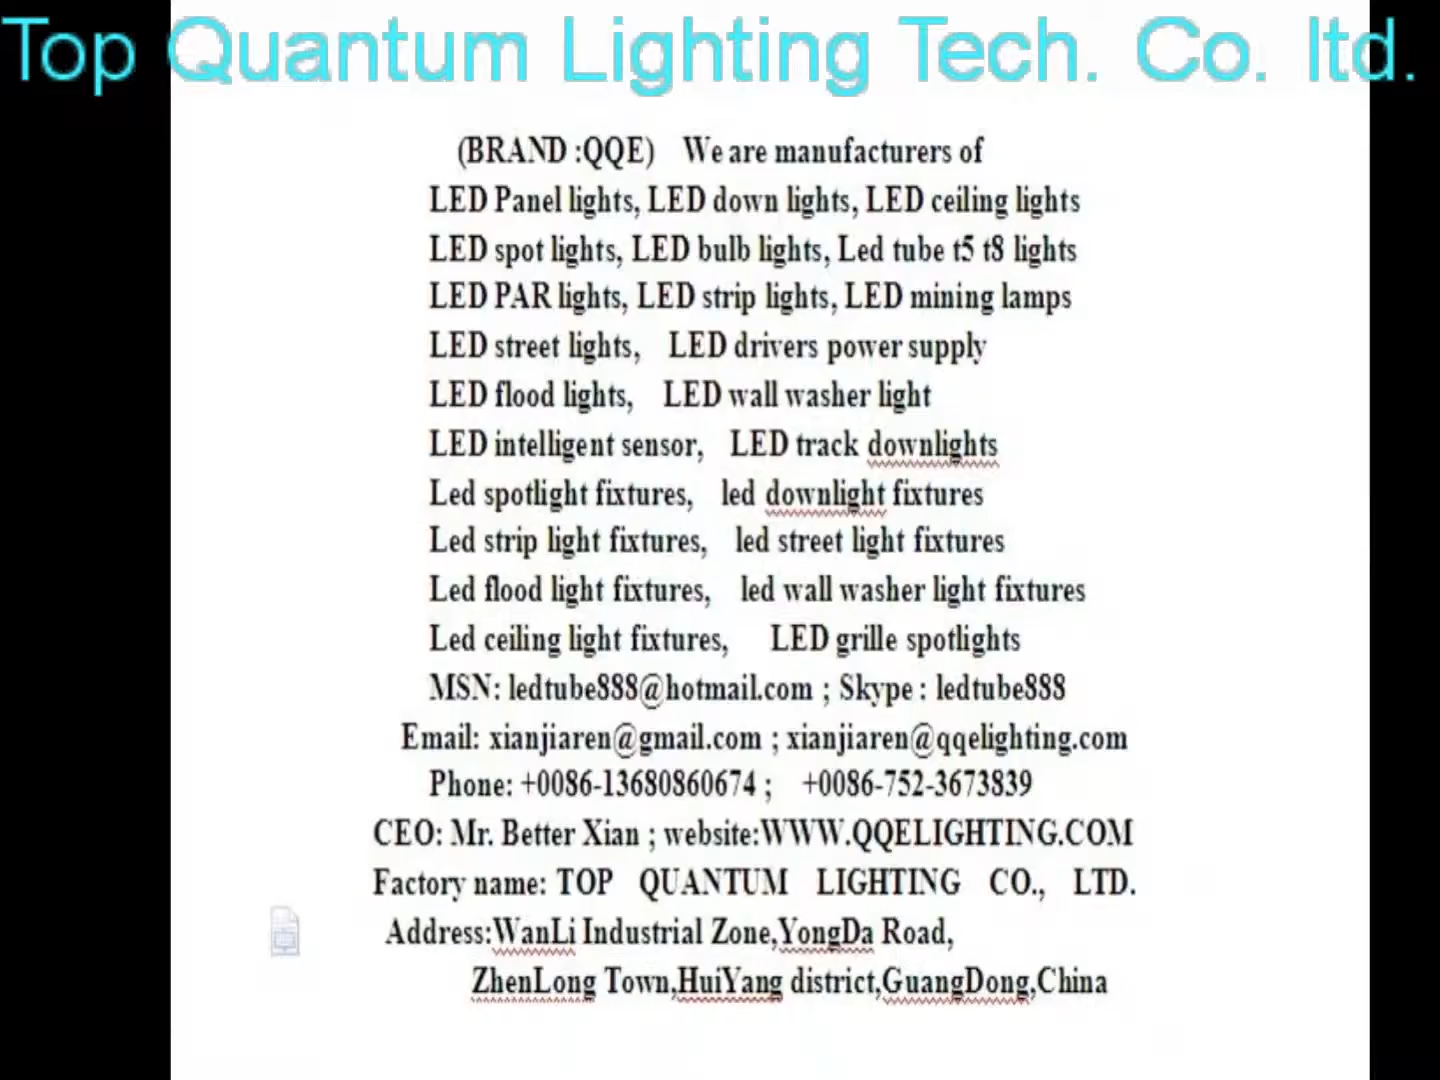 Top Quantum Lighting Tech. Co. ltd.
(BRAND :QQE) We are manufacturers of
LED Panel lights, LED down lights, LED ceiling lights
LED spot lights, LED bulb lights, Led tube t5 t8 lights
LED PAR lights, LED strip lights, LED mining lamps
LED street lights, LED drivers power supply
LED flood lights, LED wall washer light
LED intelligent sensor, LED track downlights
Led spotlight fixtures, led downlight fixtures
Led strip light fixtures, led street light fixtures
Led flood light fixtures, led wall washer light fixtures
Led ceiling light fixtures, LED grille spotlights
MSN: ledtube888@hotmail.com ; Skype : ledtube888
Email: xianjiaren@gmail.com ; xianjiaren@qqelighting.com
Phone: +0086-13680860674 ; +0086-752-3673839
CEO: Mr. Better Xian ; website:WWW.QQELIGHTING.COM
Factory name: TOP QUANTUM LIGHTING CO., LTD.
Address:WanLi Industrial Zone,YongDa Road,
ZhenLong Town,HuiYang district,GuangDong,China